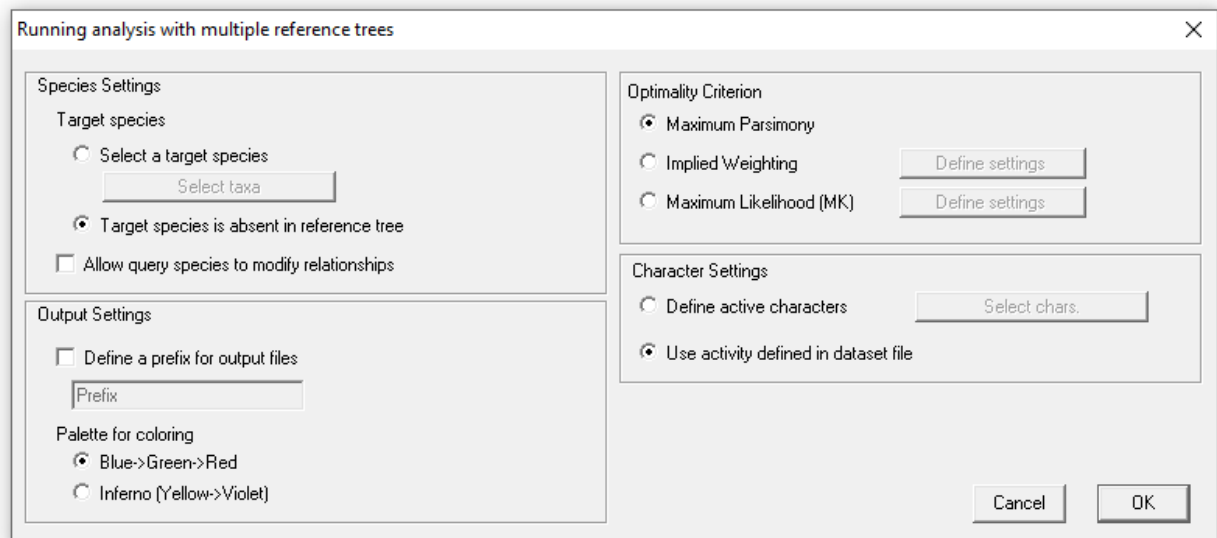 Running analysis with multiple reference trees
Species Settings
Target species
Select a target species
Select taxa
Target species is absent in reference tree
Allow query species to modify relationships
Output Settings
Define a prefix for output files
Prefix
Palette for coloring
Blue->Green->Red
Inferno (Yellow->Violet)
Optimality Criterion
Maximum Parsimony
Implied Weighting
Define settings
Maximum Likelihood (MK)
Define settings
Character Settings
Define active characters
Select chars.
Use activity defined in dataset file
Cancel
OK